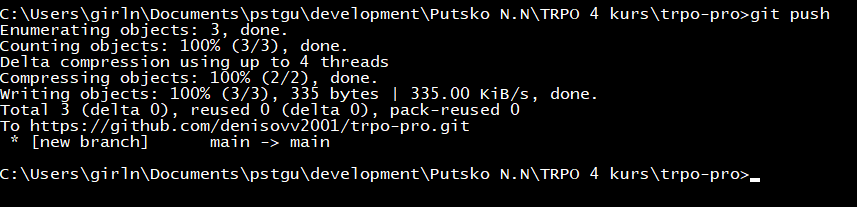 C:\Users\girln\Documents\pstgu\development\Putsko N.N\TRPO 4 kurs\trpo-pro>git push
Enumerating objects: 3, done.
Counting objects: 100% (3/3), done.
Delta compression using up to 4 threads
Compressing objects: 100% (2/2), done.
Writing objects: 100% (3/3), 335 bytes | 335.00 KiB/s, done.
Total 3 (delta 0), reused 0 (delta 0), pack-reused 0
To https://github.com/denisovv2001/trpo-pro.git
 * [new branch]      main -> main
C:\Users\girln\Documents\pstgu\development\Putsko N.N\TRPO 4 kurs\trpo-pro>